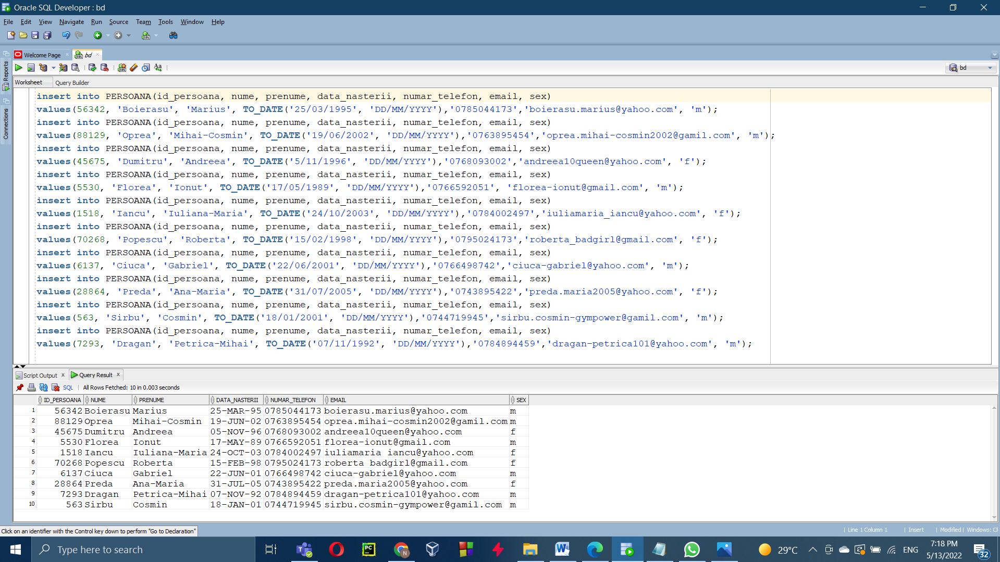 Oracle SQL Developer : bd
File Edit View Navigate Run Source Team Tools Window Help
Welcome Page bd
bd
Reports
Connections
Worksheet Query Builder
insert into PERSOANA(id_persoana, nume, prenume, data_nasterii, numar_telefon, email, sex)
values(56342, 'Boierasu', 'Marius', TO_DATE('25/03/1995', 'DD/MM/YYYY'),'0785044173','boierasu.marius@yahoo.com', 'm');
insert into PERSOANA(id_persoana, nume, prenume, data_nasterii, numar_telefon, email, sex)
values(88129, 'Oprea', 'Mihai-Cosmin', TO_DATE('19/06/2002', 'DD/MM/YYYY'),'0763895454','oprea.mihai-cosmin2002@gamil.com', 'm');
insert into PERSOANA(id_persoana, nume, prenume, data_nasterii, numar_telefon, email, sex)
values(45675, 'Dumitru', 'Andreea', TO_DATE('5/11/1996', 'DD/MM/YYYY'),'0768093002','andreea10queen@yahoo.com', 'f');
insert into PERSOANA(id_persoana, nume, prenume, data_nasterii, numar_telefon, email, sex)
values(5530, 'Florea', 'Ionut', TO_DATE('17/05/1989', 'DD/MM/YYYY'),'0766592051', 'florea-ionut@gmail.com', 'm');
insert into PERSOANA(id_persoana, nume, prenume, data_nasterii, numar_telefon, email, sex)
values(1518, 'Iancu', 'Iuliana-Maria', TO_DATE('24/10/2003', 'DD/MM/YYYY'),'0784002497','iuliamaria_iancu@yahoo.com', 'f');
insert into PERSOANA(id_persoana, nume, prenume, data_nasterii, numar_telefon, email, sex)
values(70268, 'Popescu', 'Roberta', TO_DATE('15/02/1998', 'DD/MM/YYYY'),'0795024173','roberta_badgirl@gmail.com', 'f');
insert into PERSOANA(id_persoana, nume, prenume, data_nasterii, numar_telefon, email, sex)
values(6137, 'Ciuca', 'Gabriel', TO_DATE('22/06/2001', 'DD/MM/YYYY'),'0766498742','ciuca-gabriel@yahoo.com', 'm');
insert into PERSOANA(id_persoana, nume, prenume, data_nasterii, numar_telefon, email, sex)
values(28864, 'Preda', 'Ana-Maria', TO_DATE('31/07/2005', 'DD/MM/YYYY'),'0743895422','preda.maria2005@yahoo.com', 'f');
insert into PERSOANA(id_persoana, nume, prenume, data_nasterii, numar_telefon, email, sex)
values(563, 'Sirbu', 'Cosmin', TO_DATE('18/01/2001', 'DD/MM/YYYY'),'0744719945','sirbu.cosmin-gympower@gamil.com', 'm');
insert into PERSOANA(id_persoana, nume, prenume, data_nasterii, numar_telefon, email, sex)
values(7293, 'Dragan', 'Petrica-Mihai', TO_DATE('07/11/1992', 'DD/MM/YYYY'),'0784894459','dragan-petrica101@yahoo.com', 'm');
Script Output x Query Result x
SQL | All Rows Fetched: 10 in 0.003 seconds
ID_PERSOANA NUME PRENUME DATA_NASTERII NUMAR_TELEFON EMAIL SEX
1 56342 Boierasu Marius 25-MAR-95 0785044173 boierasu.marius@yahoo.com m
2 88129 Oprea Mihai-Cosmin 19-JUN-02 0763895454 oprea.mihai-cosmin2002@gamil.com m
3 45675 Dumitru Andreea 05-NOV-96 0768093002 andreea10queen@yahoo.com f
4 5530 Florea Ionut 17-MAY-89 0766592051 florea-ionut@gmail.com m
5 1518 Iancu Iuliana-Maria 24-OCT-03 0784002497 iuliamaria_iancu@yahoo.com f
6 70268 Popescu Roberta 15-FEB-98 0795024173 roberta_badgirl@gmail.com f
7 6137 Ciuca Gabriel 22-JUN-01 0766498742 ciuca-gabriel@yahoo.com m
8 28864 Preda Ana-Maria 31-JUL-05 0743895422 preda.maria2005@yahoo.com f
9 7293 Dragan Petrica-Mihai 07-NOV-92 0784894459 dragan-petrica101@yahoo.com m
10 563 Sirbu Cosmin 18-JAN-01 0744719945 sirbu.cosmin-gympower@gamil.com m
Click on an identifier with the Control key down to perform "Go to Declaration"
| Line 1 Column 1 | Insert | Modified | Windows: CF
Type here to search
29°C ENG 7:18 PM
5/13/2022 32